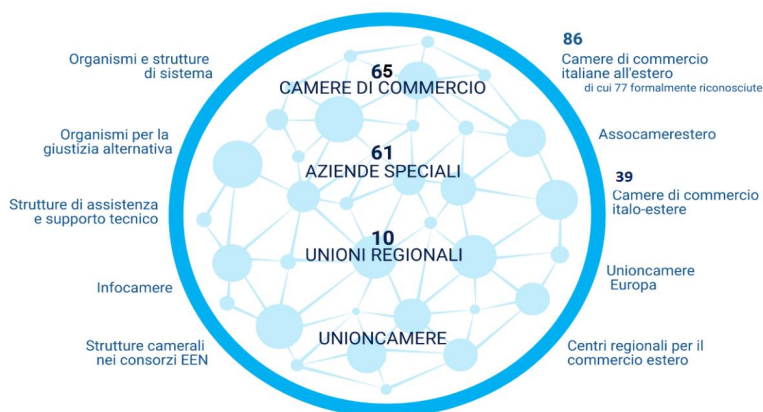 Organismi e strutture
di sistema
Organismi per la
giustizia alternativa
Strutture di assistenza
e supporto tecnico
Infocamere
Strutture camerali
nei consorzi EEN
65
CAMERE DI COMMERCIO
61
AZIENDE SPECIALI
10
UNIONI REGIONALI
UNIONCAMERE
86
Camere di commercio
italiane all'estero
di cui 77 formalmente riconosciute
Assocamerestero
39
Camere di commercio
italo-estere
Unioncamere
Europa
Centri regionali per il
commercio estero